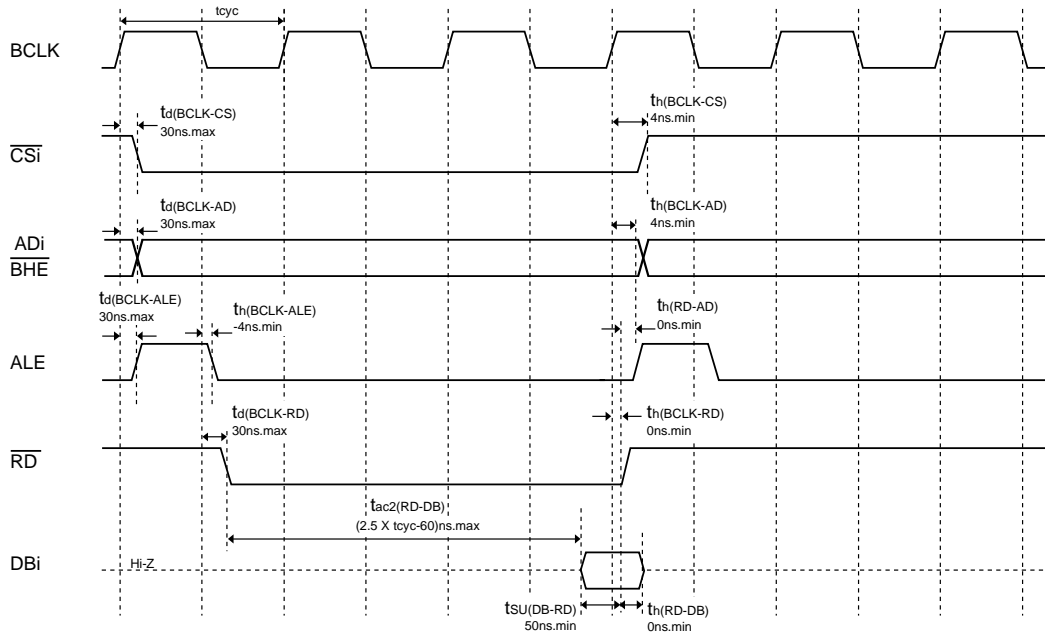 tcyc
BCLK
td(BCLK-CS)
30ns.max
th(BCLK-CS)
4ns.min
CSi
td(BCLK-AD)
30ns.max
th(BCLK-AD)
4ns.min
ADi
BHE
td(BCLK-ALE)
30ns.max
th(BCLK-ALE)
-4ns.min
th(RD-AD)
0ns.min
ALE
td(BCLK-RD)
30ns.max
th(BCLK-RD)
0ns.min
RD
tac2(RD-DB)
(2.5 X tcyc-60)ns.max
DBi
Hi-Z
tSU(DB-RD)
50ns.min
th(RD-DB)
0ns.min